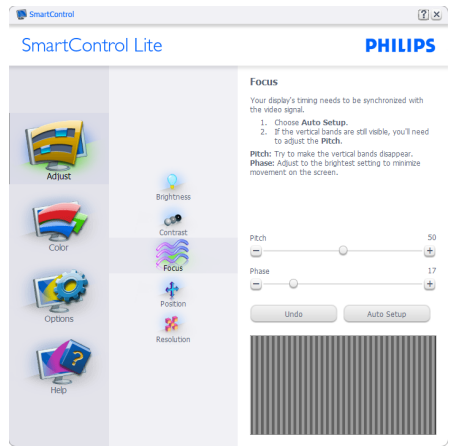 SmartControl
SmartControl Lite
PHILIPS
Adjust
Color
Options
Help
Brightness
Contrast
Focus
Position
Resolution
Focus
Your display's timing needs to be synchronized with
the video signal.
1. Choose Auto Setup.
2. If the vertical bands are still visible, you'll need
to adjust the Pitch.
Pitch: Try to make the vertical bands disappear.
Phase: Adjust to the brightest setting to minimize
movement on the screen.
Pitch 50
Phase 17
Undo Auto Setup